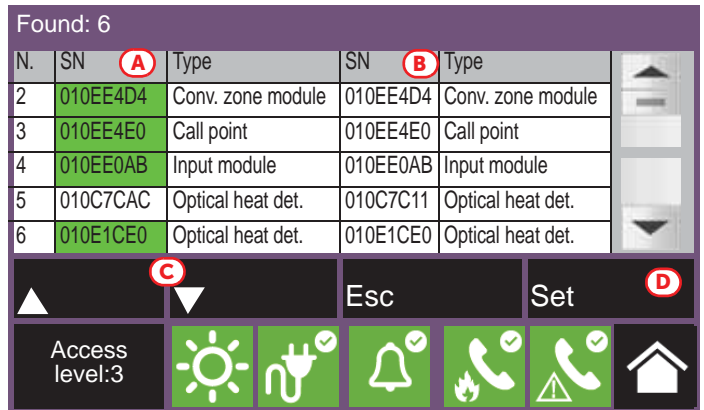 Found: 6
N. SN A Type SN B Type
2 010EE4D4 Conv. zone module 010EE4D4 Conv. zone module
3 010EE4E0 Call point 010EE4E0 Call point
4 010EE0AB Input module 010EE0AB Input module
5 010C7CAC Optical heat det. 010C7C11 Optical heat det.
6 010E1CE0 Optical heat det. 010E1CE0 Optical heat det.
C Esc Set D
Access
level:3